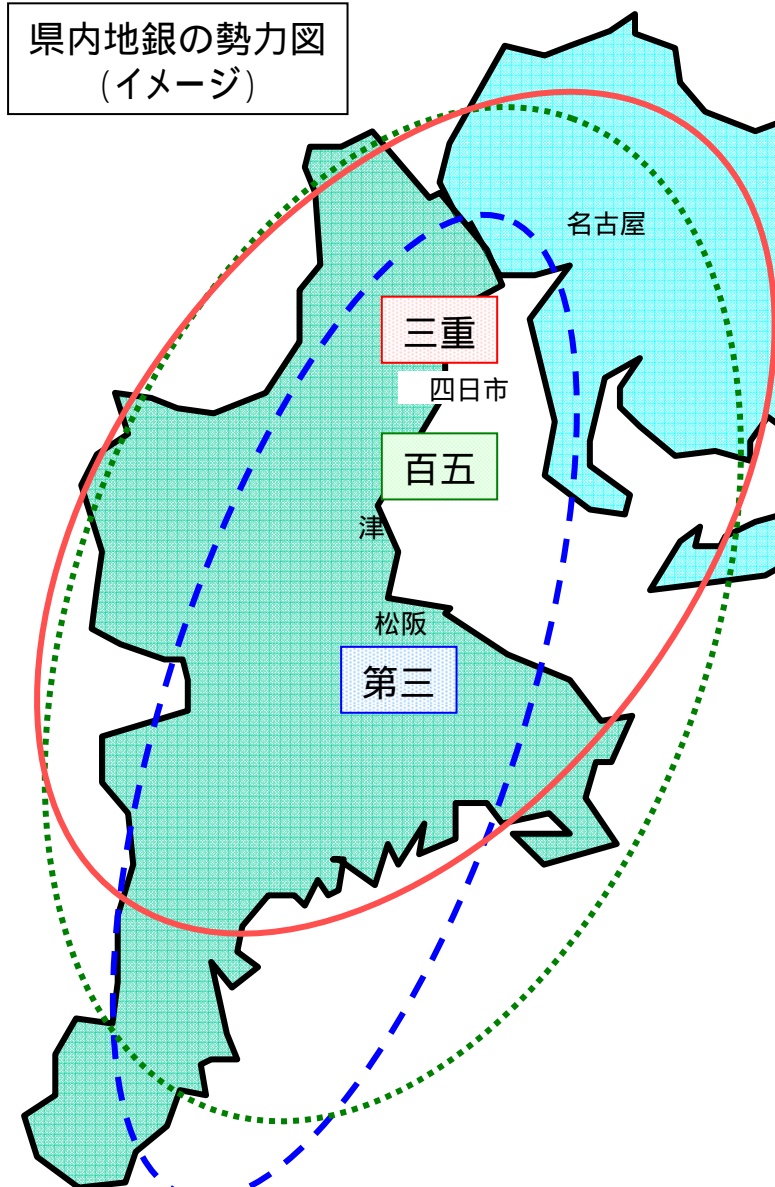 県内地銀の勢力図
(イメージ)
名古屋
三重
四日市
百五
津
松阪
第三